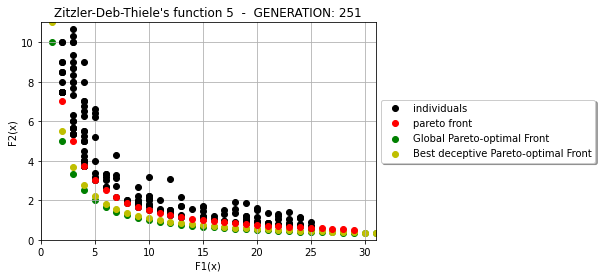 Zitzler-Deb-Thiele's function 5 - GENERATION: 251
10
8
6
4
2
0
F2(x)
0 5 10 15 20 25 30
F1(x)
individuals
pareto front
Global Pareto-optimal Front
Best deceptive Pareto-optimal Front